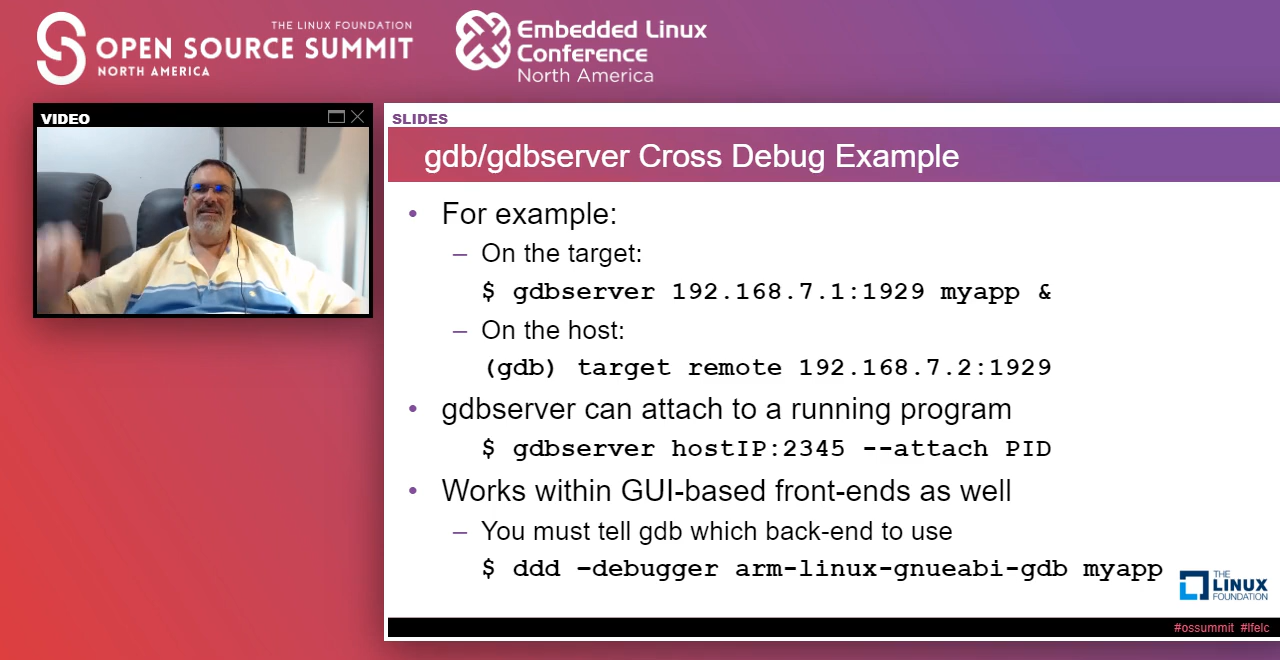 THE LINUX FOUNDATION
OPEN SOURCE SUMMIT
NORTH AMERICA
Embedded Linux
Conference
North America
VIDEO
SLIDES
gdb/gdbserver Cross Debug Example
• For example:
– On the target:
$ gdbserver 192.168.7.1:1929 myapp &
– On the host:
(gdb) target remote 192.168.7.2:1929
• gdbserver can attach to a running program
$ gdbserver hostIP:2345 --attach PID
• Works within GUI-based front-ends as well
– You must tell gdb which back-end to use
$ ddd –debugger arm-linux-gnueabi-gdb myapp
THE
LINUX
FOUNDATION
#ossummit #lfelc